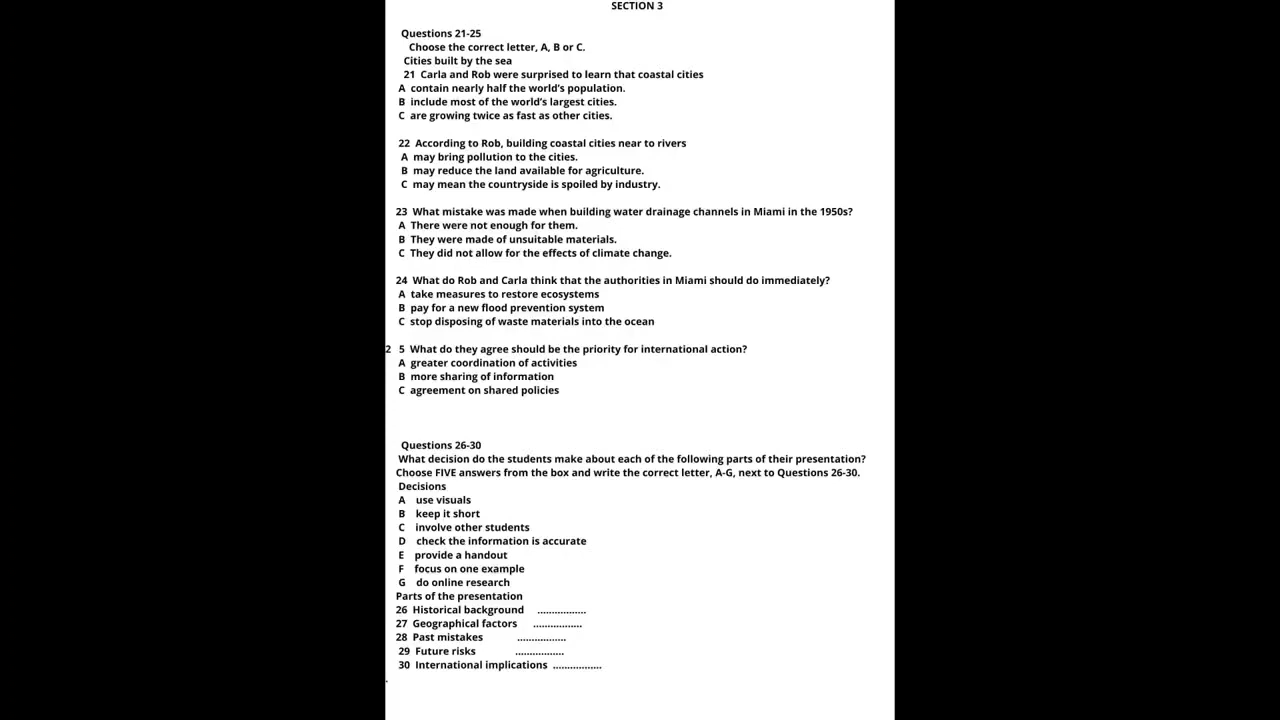 SECTION 3
Questions 21-25
Choose the correct letter, A, B or C.
Cities built by the sea
21 Carla and Rob were surprised to learn that coastal cities
A contain nearly half the world's population.
B include most of the world's largest cities.
C are growing twice as fast as other cities.
22 According to Rob, building coastal cities near to rivers
A may bring pollution to the cities.
B may reduce the land available for agriculture.
C may mean the countryside is spoiled by industry.
23 What mistake was made when building water drainage channels in Miami in the 1950s?
A There were not enough for them.
B They were made of unsuitable materials.
C They did not allow for the effects of climate change.
24 What do Rob and Carla think that the authorities in Miami should do immediately?
A take measures to restore ecosystems
B pay for a new flood prevention system
C stop disposing of waste materials into the ocean
2 5 What do they agree should be the priority for international action?
A greater coordination of activities
B more sharing of information
C agreement on shared policies
Questions 26-30
What decision do the students make about each of the following parts of their presentation?
Choose FIVE answers from the box and write the correct letter, A-G, next to Questions 26-30.
Decisions
A use visuals
B keep it short
C involve other students
D check the information is accurate
E provide a handout
F focus on one example
G do online research
Parts of the presentation
26 Historical background .................
27 Geographical factors .................
28 Past mistakes .................
29 Future risks .................
30 International implications .................
.